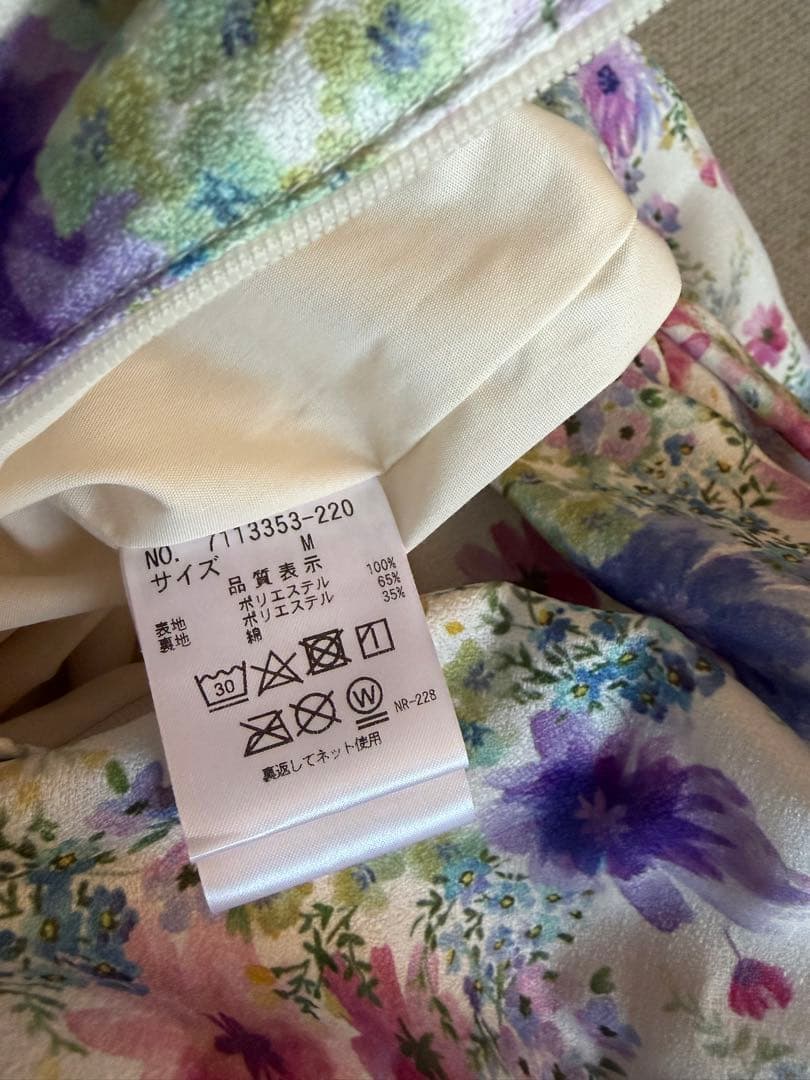 NO. 7113353-220
サイズ M
品質表示
表地 ポリエステル 100%
裏地 ポリエステル 65%
綿 35%
30 1
W NR-228
裏返してネット使用